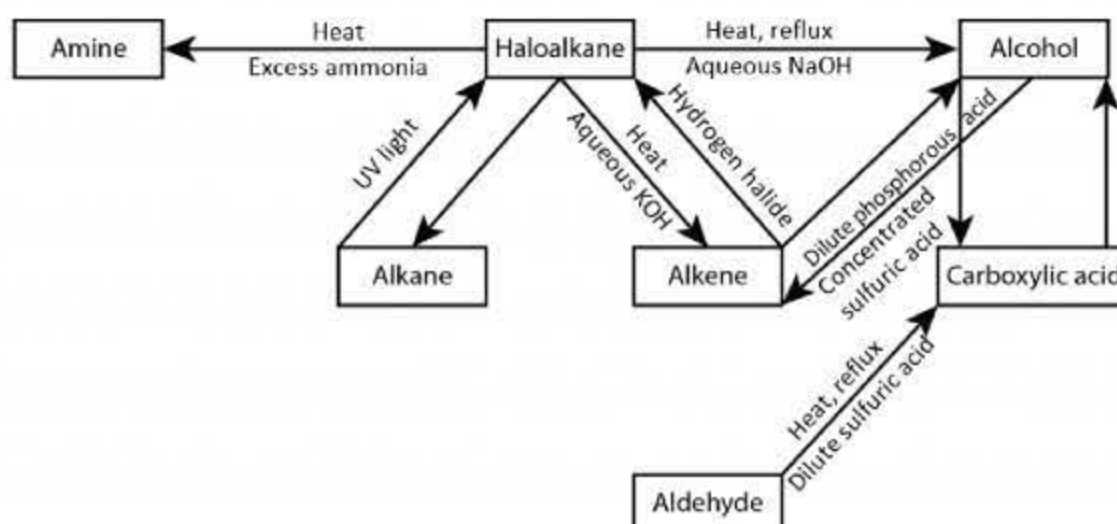 Amine
Heat
Excess ammonia
Haloalkane
Heat, reflux
Aqueous NaOH
Alcohol
UV light
Heat
Aqueous KOH
Hydrogen halide
Dilute phosphorous acid
Concentrated
sulfuric acid
Alkane
Alkene
Carboxylic acid
Heat, reflux
Dilute sulfuric acid
Aldehyde